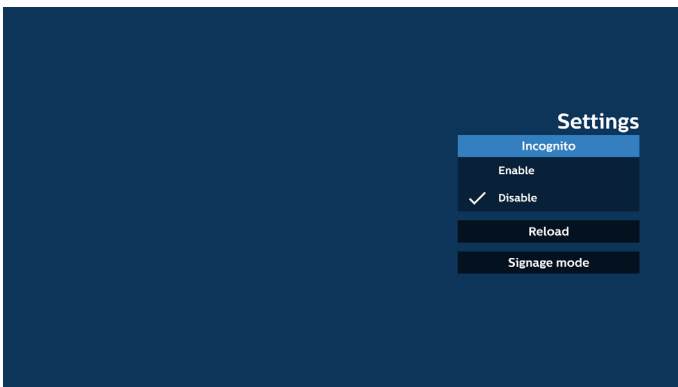 Settings
Incognito
Enable
Disable
Reload
Signage mode